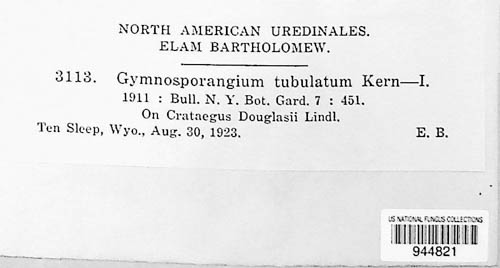 NORTH AMERICAN UREDINALES.
ELAM BARTHOLOMEW.
3113. Gymnosporangium tubulatum Kern—I.
1911 : Bull. N. Y. Bot. Gard. 7 : 451.
On Crataegus Douglasii Lindl.
Ten Sleep, Wyo., Aug. 30, 1923. E. B.
US NATIONAL FUNGUS COLLECTIONS
944821